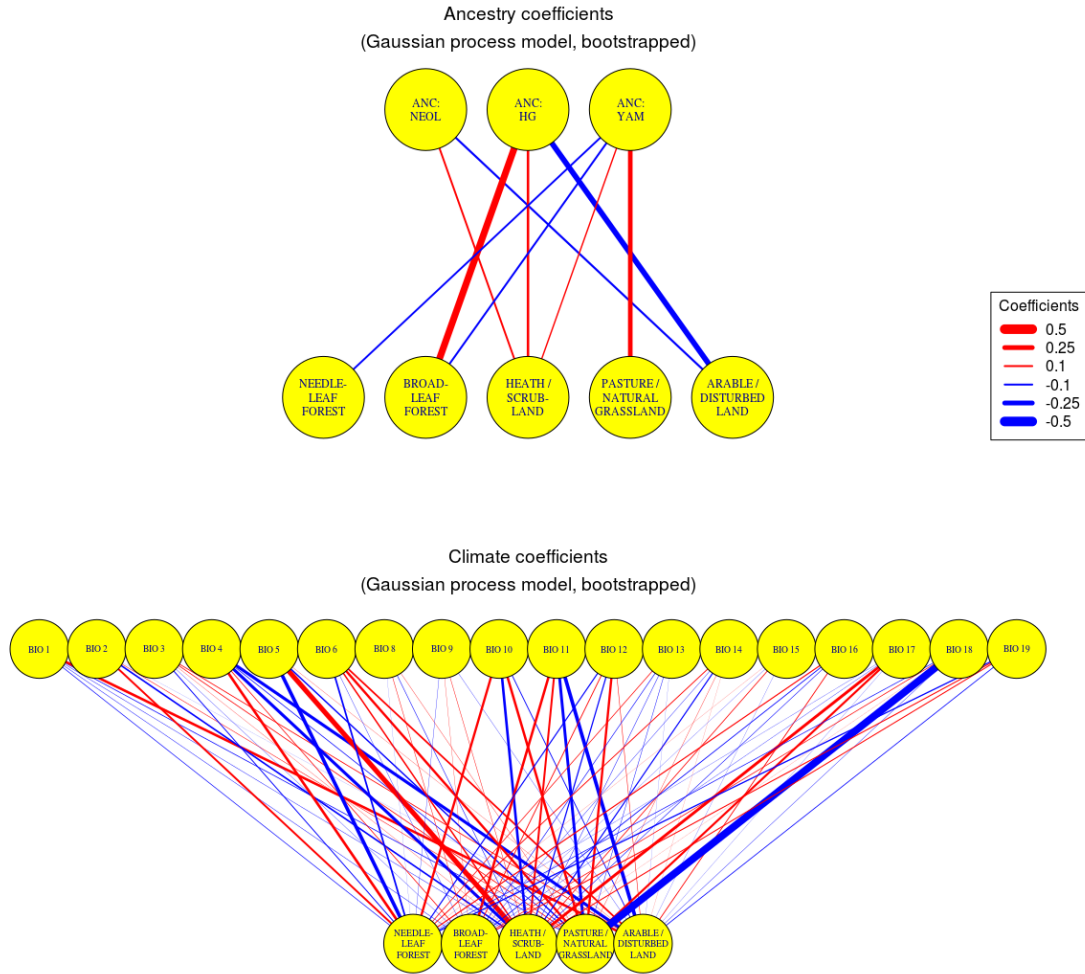 Ancestry coefficients
(Gaussian process model, bootstrapped)
ANC:
NEOL
ANC:
HG
ANC:
YAM
NEEDLE-
LEAF
FOREST
BROAD-
LEAF
FOREST
HEATH /
SCRUB-
LAND
PASTURE /
NATURAL
GRASSLAND
ARABLE /
DISTURBED
LAND
Coefficients
0.5
0.25
0.1
-0.1
-0.25
-0.5
Climate coefficients
(Gaussian process model, bootstrapped)
BIO 1
BIO 2
BIO 3
BIO 4
BIO 5
BIO 6
BIO 8
BIO 9
BIO 10
BIO 11
BIO 12
BIO 13
BIO 14
BIO 15
BIO 16
BIO 17
BIO 18
BIO 19
NEEDLE-
LEAF
FOREST
BROAD-
LEAF
FOREST
HEATH /
SCRUB-
LAND
PASTURE /
NATURAL
GRASSLAND
ARABLE /
DISTURBED
LAND